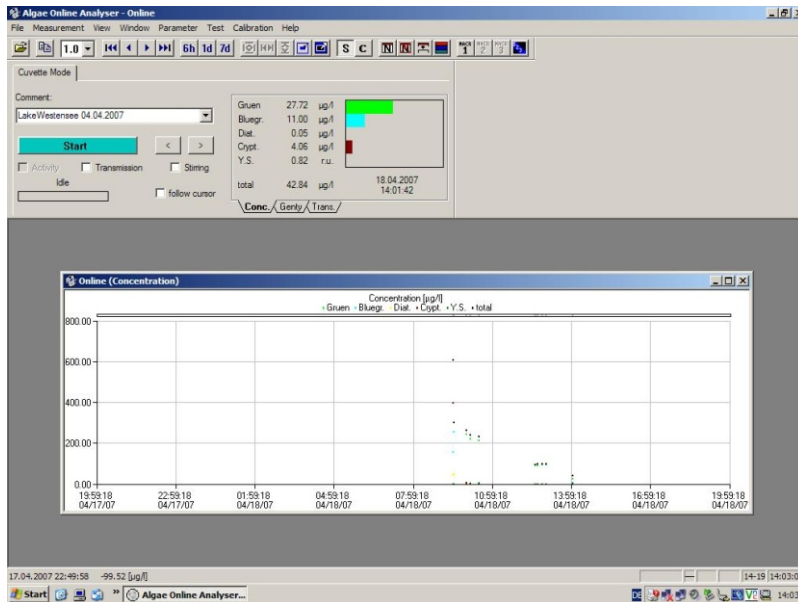 Algae Online Analyser - Online
File Measurement View Window Parameter Test Calibration Help
1.0 6h 1d 7d S C N N 1 2 3
Cuvette Mode
Comment:
Lake Westensee 04.04.2007
Start < >
Activity Transmission Stirring
Idle
follow cursor
Gruen 27.72 µg/l
Bluegr. 11.00 µg/l
Diat. 0.05 µg/l
Crypt. 4.06 µg/l
Y.S. 0.82 r.u.
total 42.84 µg/l
18.04.2007
14:01:42
Conc. Genty Trans.
Online (Concentration)
Concentration [µg/l]
Gruen Bluegr. Diat. Crypt. Y.S. total
800.00
600.00
400.00
200.00
0.00
19:59:18 22:59:18 01:59:18 04:59:18 07:59:18 10:59:18 13:59:18 16:59:18 19:59:18
04/17/07 04/17/07 04/18/07 04/18/07 04/18/07 04/18/07 04/18/07 04/18/07 04/18/07
17.04.2007 22:49:58 -99.52 [µg/l]
14-19 14:03:0
Start » Algae Online Analyse...
DE 14:03